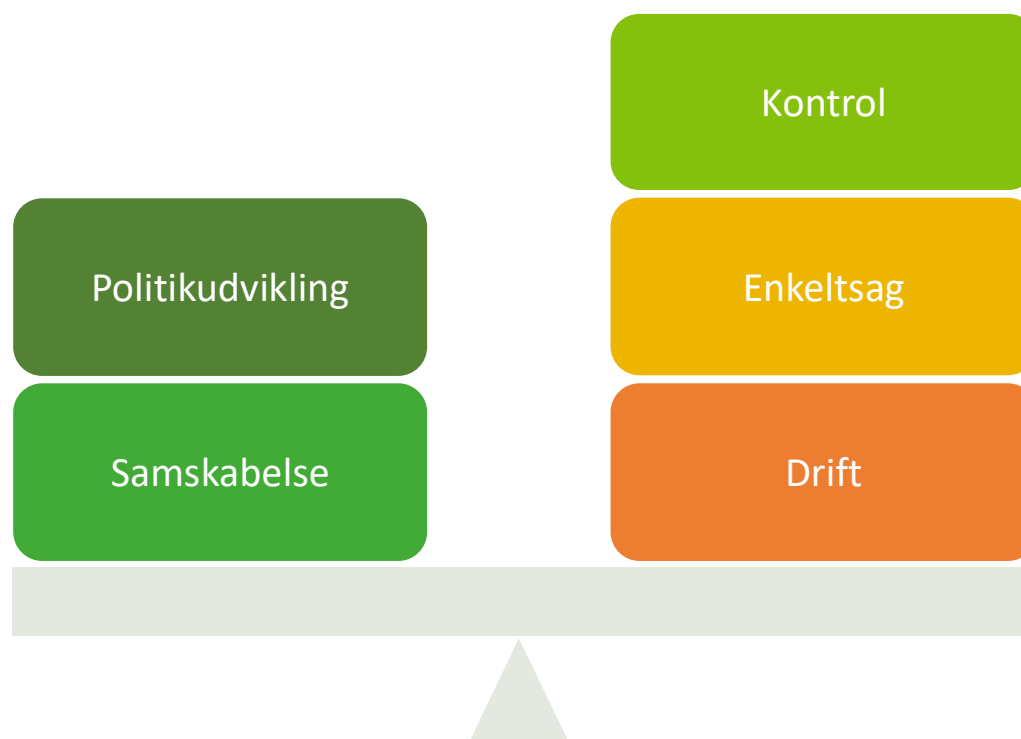 Kontrol
Politikudvikling
Enkeltsag
Samskabelse
Drift